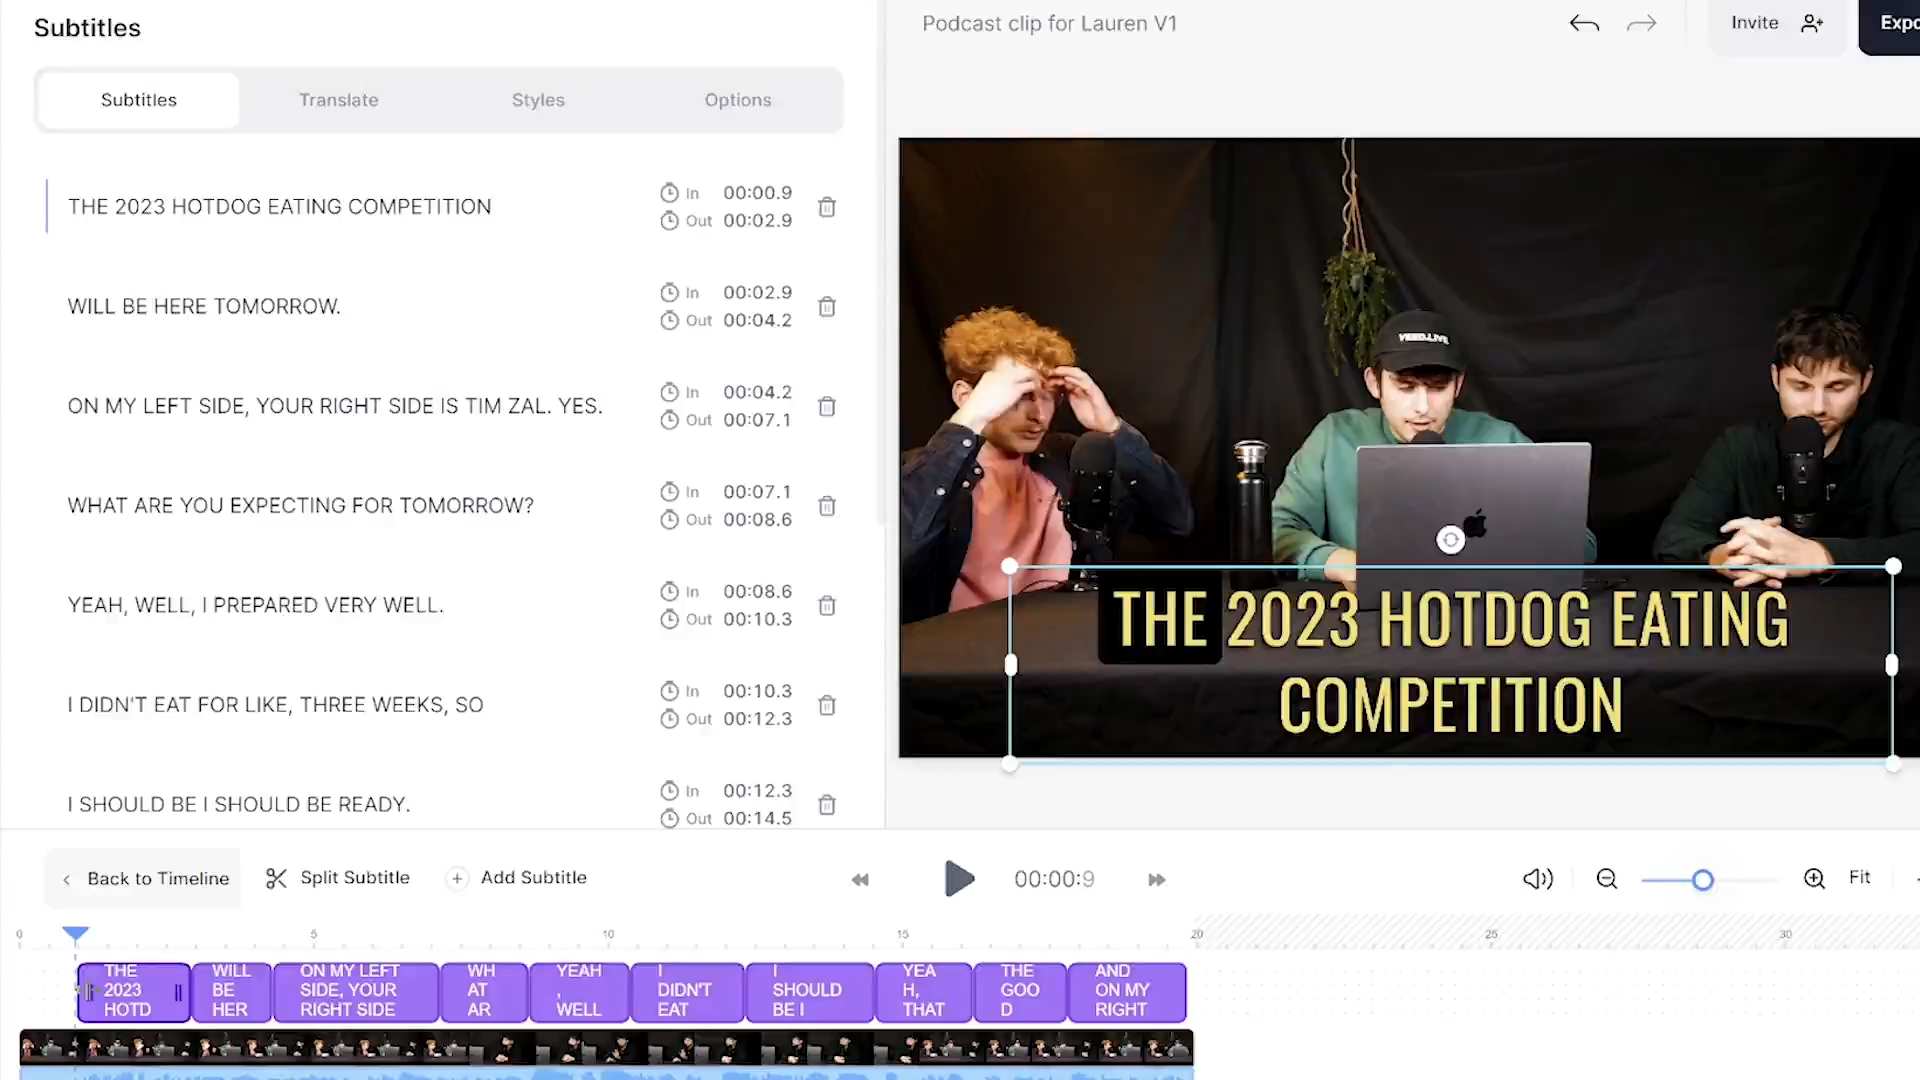 Subtitles
Podcast clip for Lauren V1
Invite
Expo
Subtitles
Translate
Styles
Options
THE 2023 HOTDOG EATING COMPETITION
In 00:00.9
Out 00:02.9
WILL BE HERE TOMORROW.
In 00:02.9
Out 00:04.2
ON MY LEFT SIDE, YOUR RIGHT SIDE IS TIM ZAL. YES.
In 00:04.2
Out 00:07.1
WHAT ARE YOU EXPECTING FOR TOMORROW?
In 00:07.1
Out 00:08.6
YEAH, WELL, I PREPARED VERY WELL.
In 00:08.6
Out 00:10.3
I DIDN'T EAT FOR LIKE, THREE WEEKS, SO
In 00:10.3
Out 00:12.3
I SHOULD BE I SHOULD BE READY.
In 00:12.3
Out 00:14.5
VEED.LIVE
THE 2023 HOTDOG EATING
COMPETITION
Back to Timeline
Split Subtitle
Add Subtitle
00:00:9
Fit
0 5 10 15 20 25 30
THE
2023
HOTD
WILL
BE
HER
ON MY LEFT
SIDE, YOUR
RIGHT SIDE
WH
AT
AR
YEAH
,
WELL
I
DIDN'T
EAT
I
SHOULD
BE I
YEA
H,
THAT
THE
GOO
D
AND
ON MY
RIGHT